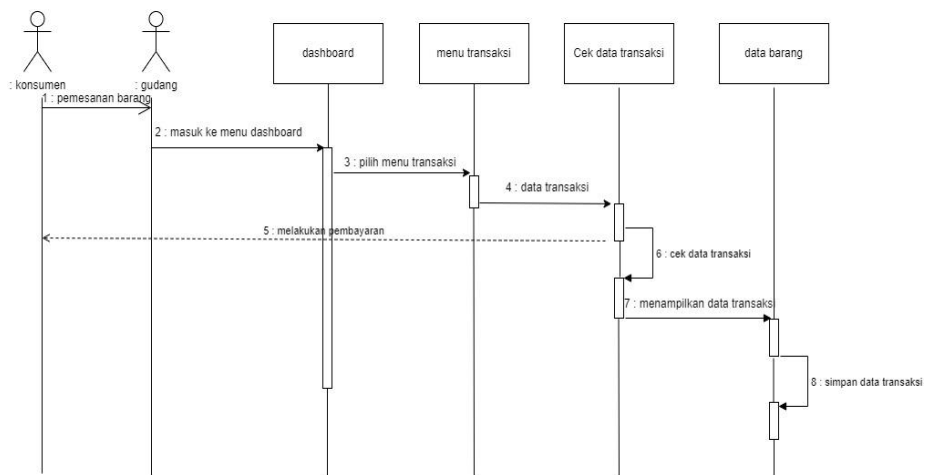 dashboard
menu transaksi
Cek data transaksi
data barang
: konsumen
: gudang
1 : pemesanan barang
2 : masuk ke menu dashboard
3 : pilih menu transaksi
4 : data transaksi
5 : melakukan pembayaran
6 : cek data transaksi
7 : menampilkan data transaksi
8 : simpan data transaksi